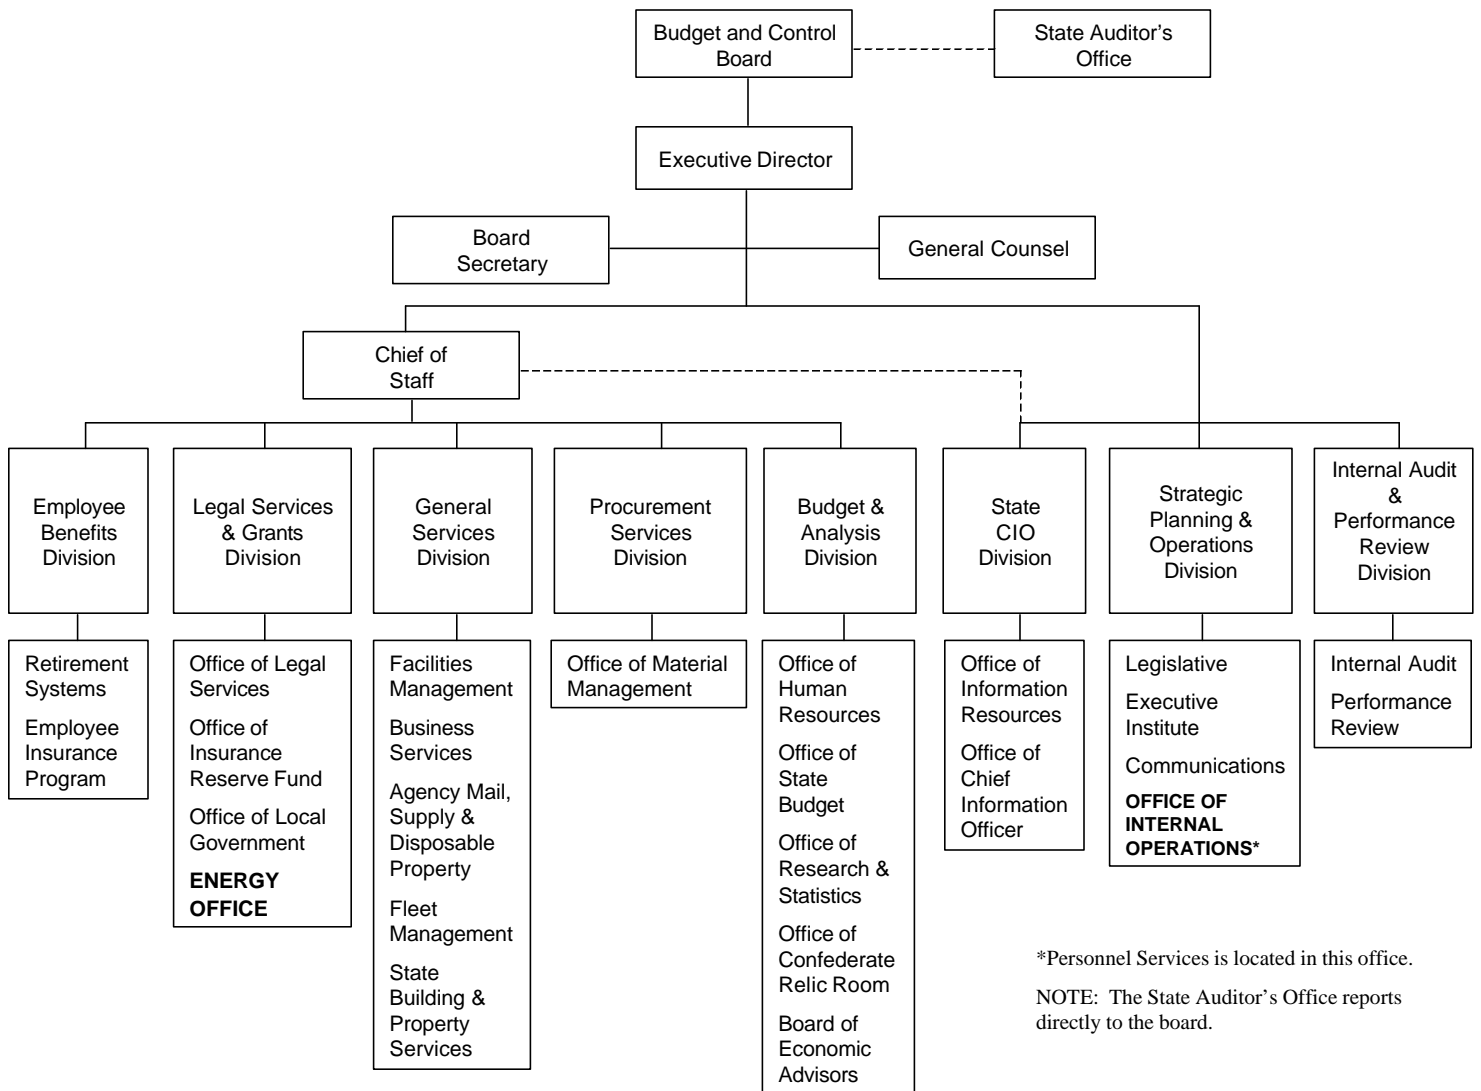 Budget and Control
Board
State Auditor's
Office
Executive Director
Board
Secretary
General Counsel
Chief of
Staff
Employee
Benefits
Division
Legal Services
& Grants
Division
General
Services
Division
Procurement
Services
Division
Budget &
Analysis
Division
State
CIO
Division
Strategic
Planning &
Operations
Division
Internal Audit
&
Performance
Review
Division
Retirement
Systems
Employee
Insurance
Program
Office of Legal
Services
Office of
Insurance
Reserve Fund
Office of Local
Government
ENERGY
OFFICE
Facilities
Management
Business
Services
Agency Mail,
Supply &
Disposable
Property
Fleet
Management
State
Building &
Property
Services
Office of Material
Management
Office of
Human
Resources
Office of
State
Budget
Office of
Research &
Statistics
Office of
Confederate
Relic Room
Board of
Economic
Advisors
Office of
Information
Resources
Office of
Chief
Information
Officer
Legislative
Executive
Institute
Communications
OFFICE OF
INTERNAL
OPERATIONS*
Internal Audit
Performance
Review
*Personnel Services is located in this office.
NOTE: The State Auditor's Office reports
directly to the board.